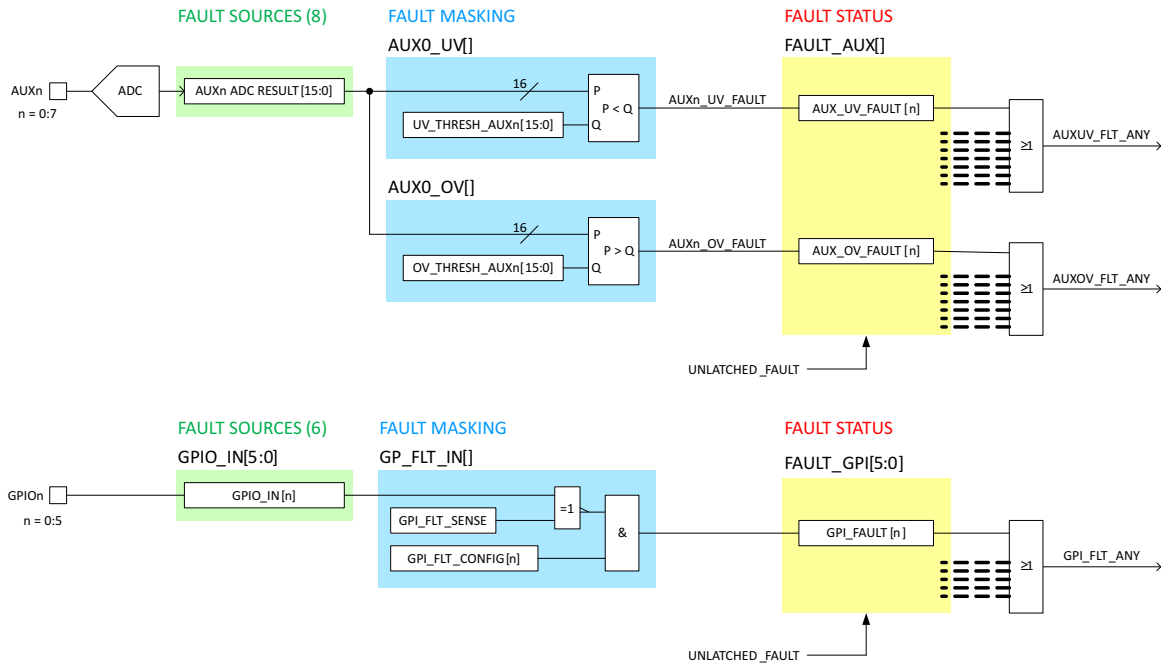 FAULT SOURCES (8)
FAULT MASKING
FAULT STATUS
AUX0_UV[]
FAULT_AUX[]
AUXn
n = 0:7
ADC
AUXn ADC RESULT[15:0]
16
P
P < Q
Q
UV_THRESH_AUXn[15:0]
AUXn_UV_FAULT
AUX_UV_FAULT[n]
≥1
AUXUV_FLT_ANY
AUX0_OV[]
16
P
P > Q
Q
OV_THRESH_AUXn[15:0]
AUXn_OV_FAULT
AUX_OV_FAULT[n]
≥1
AUXOV_FLT_ANY
UNLATCHED_FAULT
FAULT SOURCES (6)
FAULT MASKING
FAULT STATUS
GPIO_IN[5:0]
GP_FLT_IN[]
FAULT_GPI[5:0]
GPIOn
n = 0:5
GPIO_IN[n]
GPI_FLT_SENSE
=1
GPI_FLT_CONFIG[n]
&
GPI_FAULT[n]
≥1
GPI_FLT_ANY
UNLATCHED_FAULT